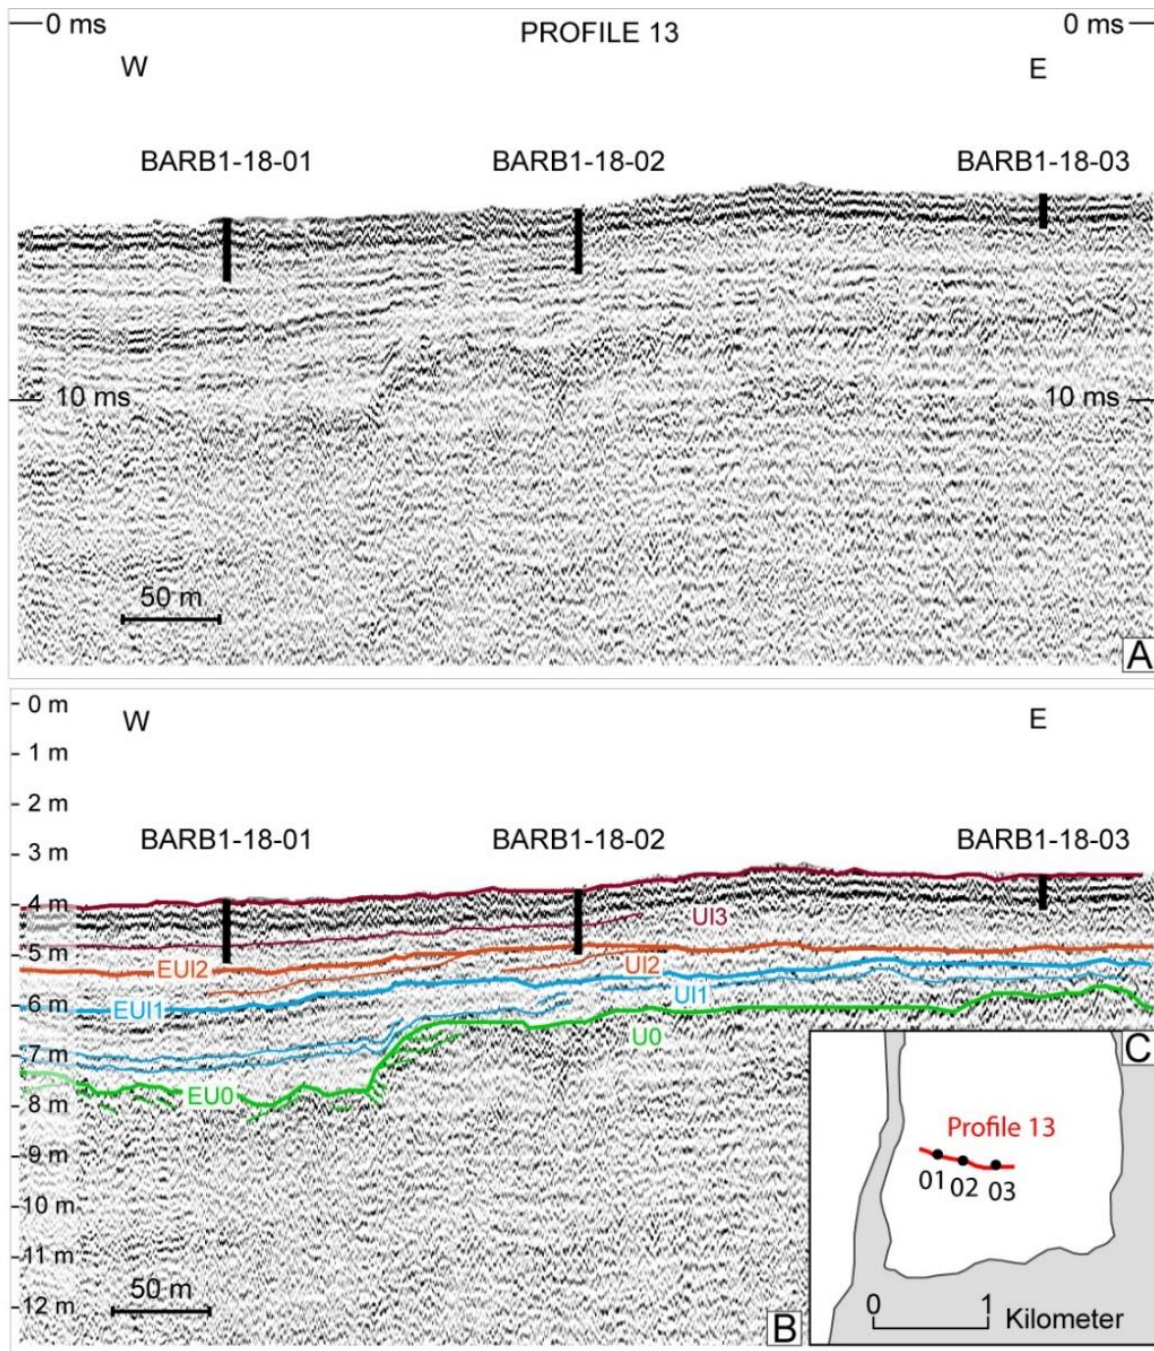 0 ms
PROFILE 13
0 ms
W
E
BARB1-18-01
BARB1-18-02
BARB1-18-03
10 ms
10 ms
50 m
A
0 m
W
E
1 m
2 m
BARB1-18-01
BARB1-18-02
BARB1-18-03
3 m
4 m
UI3
5 m
EUI2
UI2
UI1
6 m
EUI1
U0
7 m
EU0
8 m
C
9 m
Profile 13
01
02
03
10 m
11 m
50 m
12 m
B
0
1
Kilometer